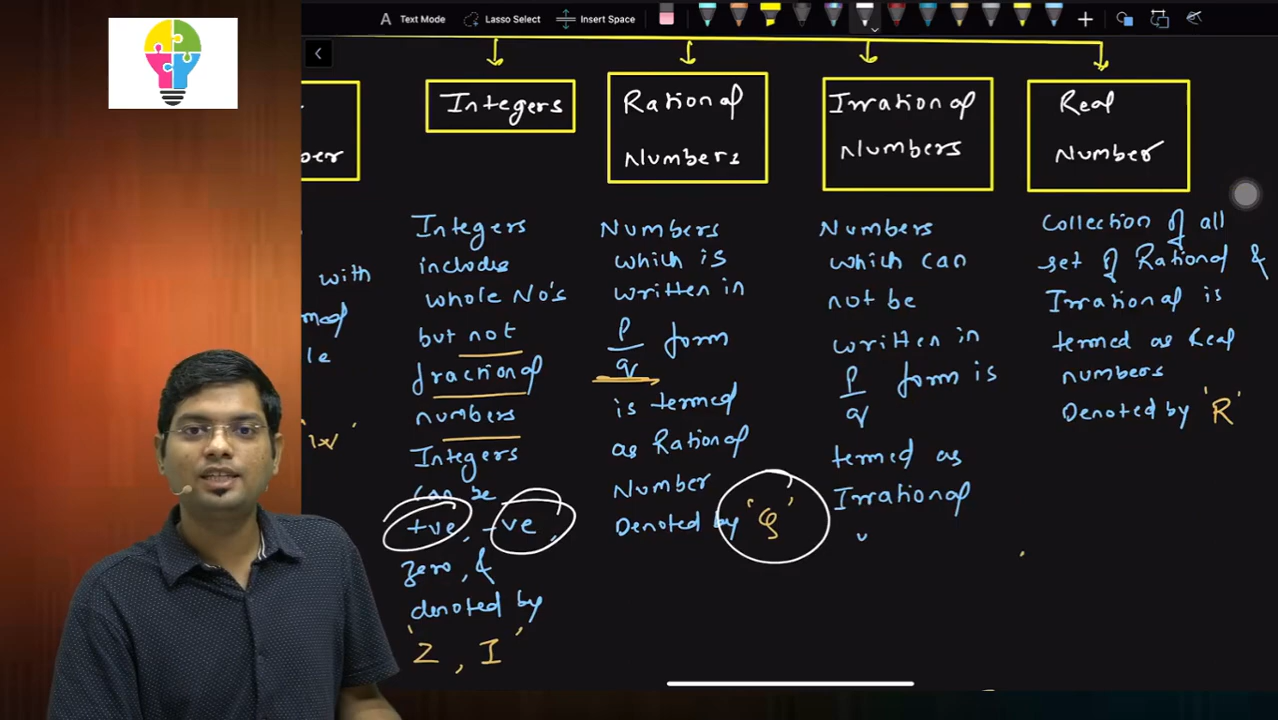 Text Mode
Lasso Select
Insert Space
Integers
Rational
Numbers
Irrational
Numbers
Real
Number
ber
with
le
'W'
Integers
includes
whole No's
but not
fractional
numbers
Integers
can be
+ve, -ve,
zero, &
denoted by
'Z, I'
Numbers
which is
written in
p/q form
is termed
as Rational
Number
Denoted by 'Q'
Numbers
which can
not be
written in
p/q form is
termed as
Irrational
Collection of all
set of Rational &
Irrational is
termed as Real
numbers
Denoted by 'R'